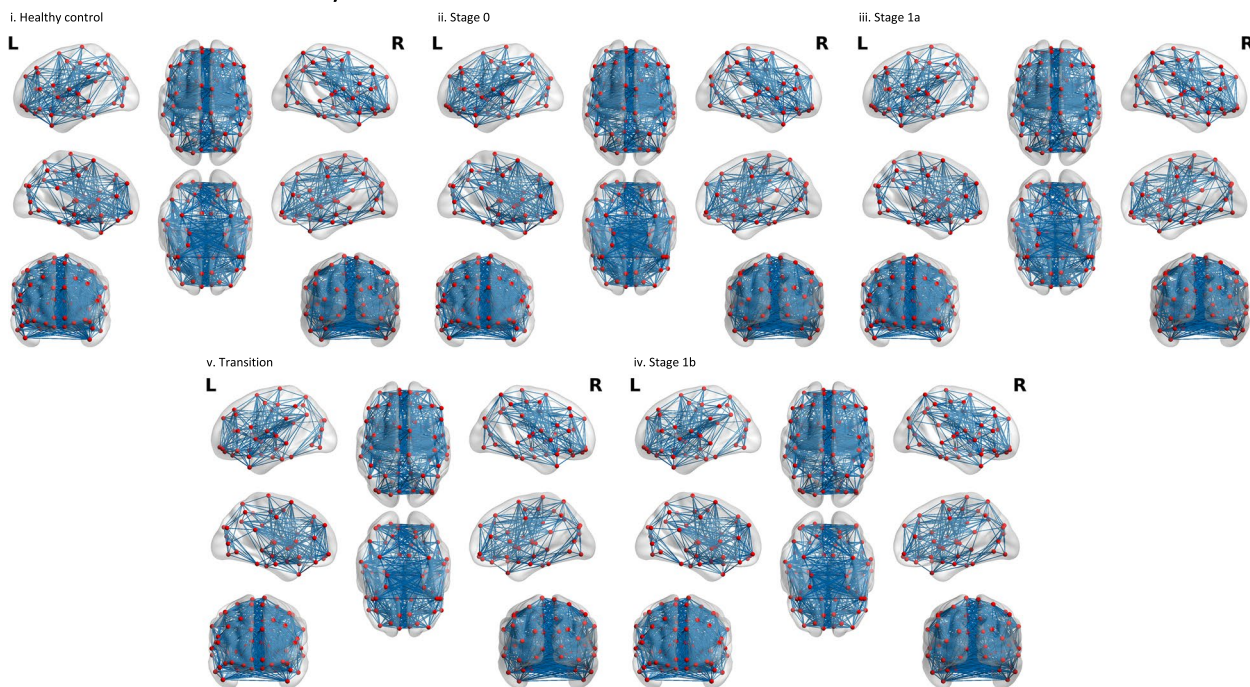 i. Healthy control
ii. Stage 0
iii. Stage 1a
L
R
L
R
L
R
v. Transition
iv. Stage 1b
L
R
L
R